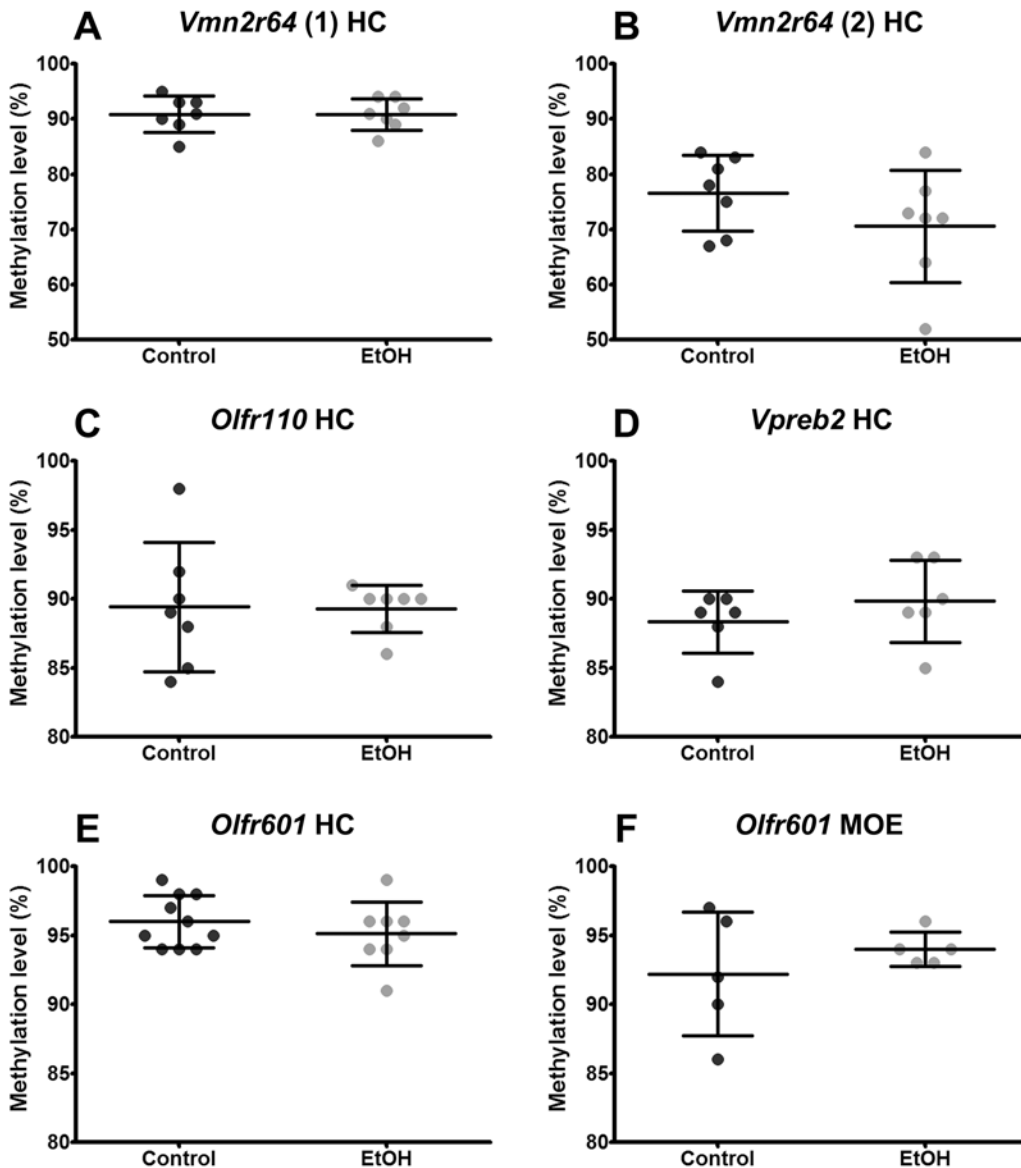 A
Vmn2r64 (1) HC
Methylation level (%)
100
90
80
70
60
50
Control
EtOH
B
Vmn2r64 (2) HC
Methylation level (%)
100
90
80
70
60
50
Control
EtOH
C
Olfr110 HC
Methylation level (%)
100
95
90
85
80
Control
EtOH
D
Vpreb2 HC
Methylation level (%)
100
95
90
85
80
Control
EtOH
E
Olfr601 HC
Methylation level (%)
100
95
90
85
80
Control
EtOH
F
Olfr601 MOE
Methylation level (%)
100
95
90
85
80
Control
EtOH